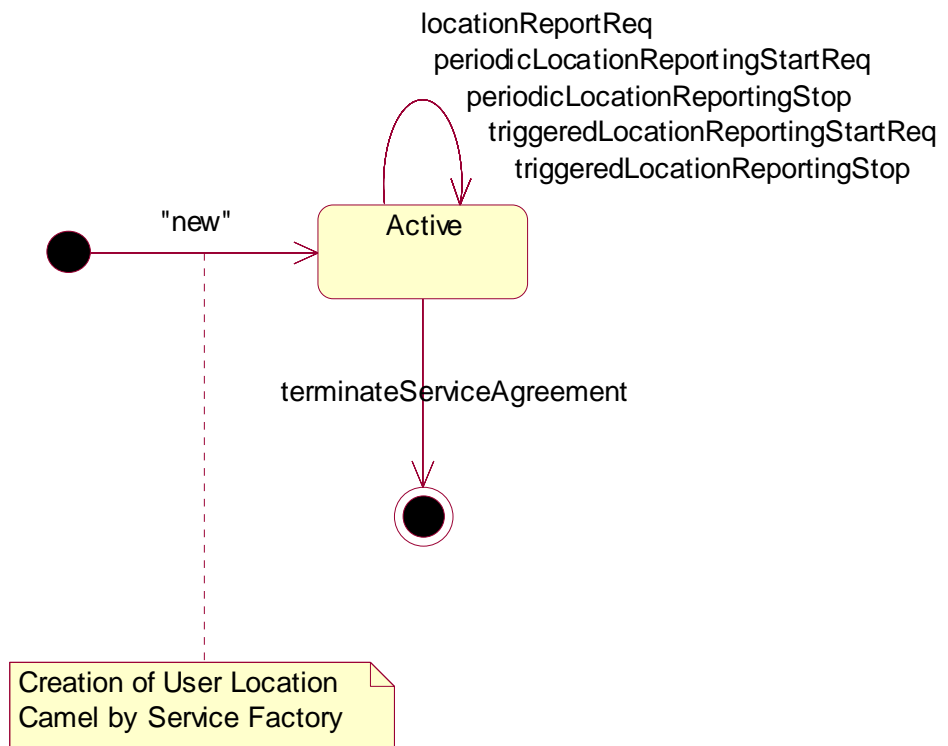 locationReportReq
periodicLocationReportingStartReq
periodicLocationReportingStop
triggeredLocationReportingStartReq
triggeredLocationReportingStop
"new"
Active
terminateServiceAgreement
Creation of User Location
Camel by Service Factory